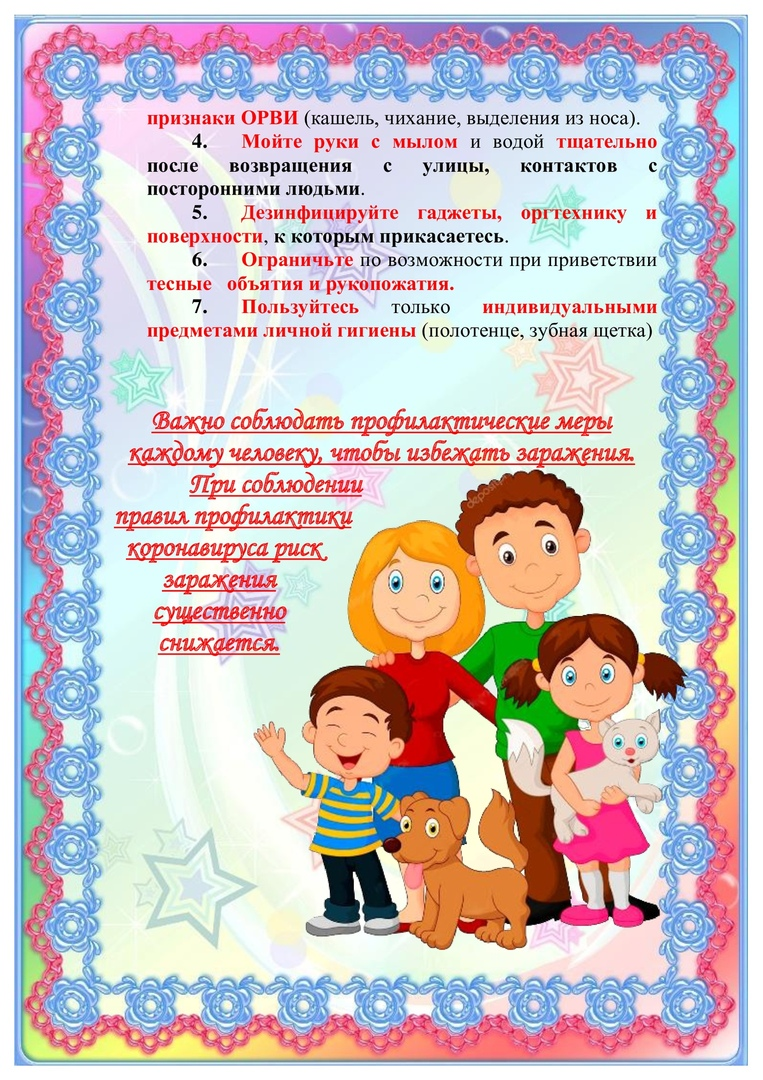 признаки ОРВИ (кашель, чихание, выделения из носа).
4. Мойте руки с мылом и водой тщательно
после возвращения с улицы, контактов с
посторонними людьми.
5. Дезинфицируйте гаджеты, оргтехнику и
поверхности, к которым прикасаетесь.
6. Ограничьте по возможности при приветствии
тесные объятия и рукопожатия.
7. Пользуйтесь только индивидуальными
предметами личной гигиены (полотенце, зубная щетка)
Важно соблюдать профилактические меры
каждому человеку, чтобы избежать заражения.
При соблюдении
правил профилактики
коронавируса риск
заражения
существенно
снижается.